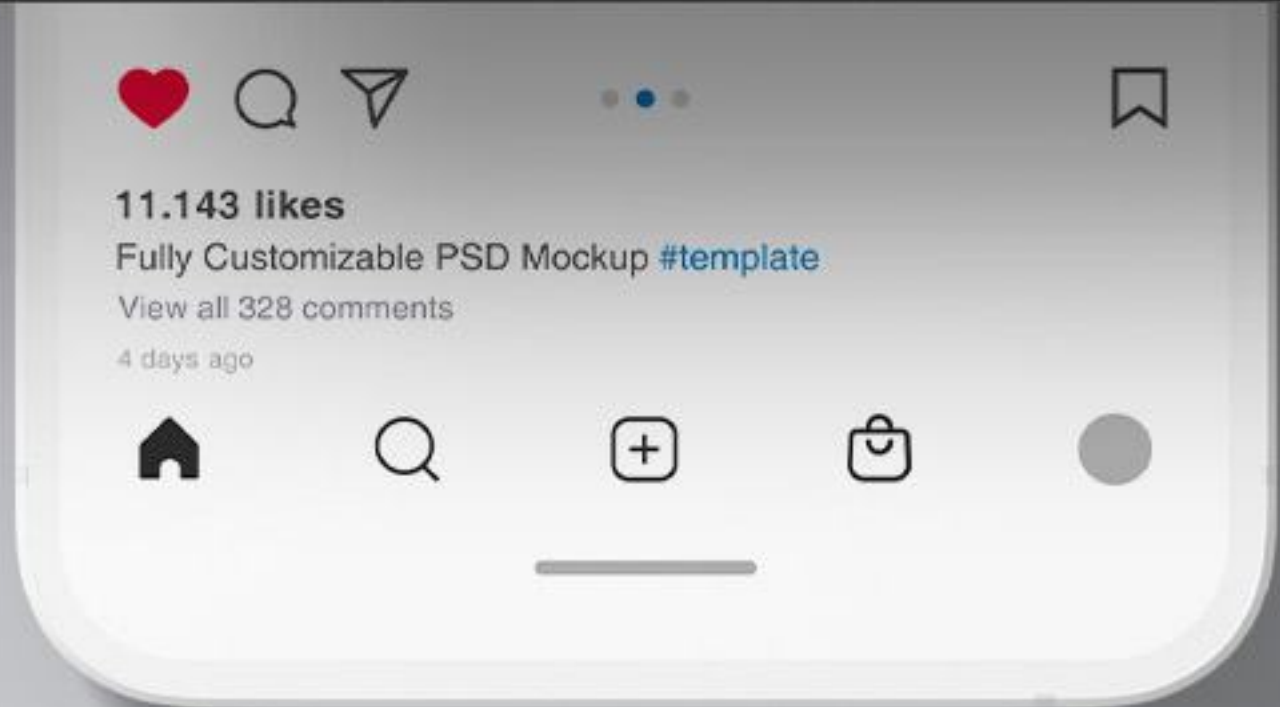 11.143 likes
Fully Customizable PSD Mockup #template
View all 328 comments
4 days ago